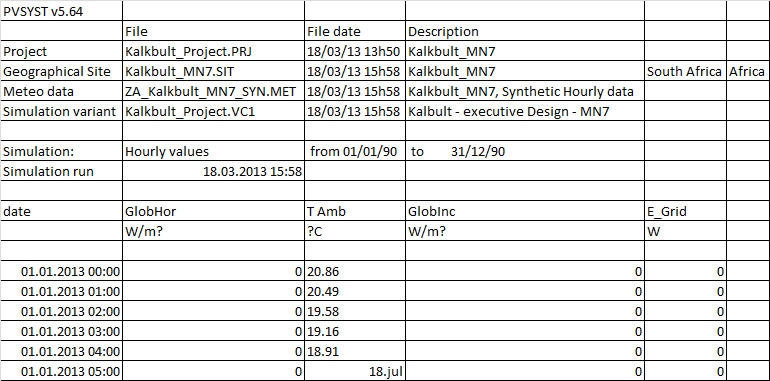 PVSYST v5.64
File File date Description
Project Kalkbult_Project.PRJ 18/03/13 13h50 Kalkbult_MN7
Geographical Site Kalkbult_MN7.SIT 18/03/13 15h58 Kalkbult_MN7 South Africa Africa
Meteo data ZA_Kalkbult_MN7_SYN.MET 18/03/13 15h58 Kalkbult_MN7, Synthetic Hourly data
Simulation variant Kalkbult_Project.VC1 18/03/13 15h58 Kalbult - executive Design - MN7
Simulation: Hourly values from 01/01/90 to 31/12/90
Simulation run 18.03.2013 15:58
date GlobHor T Amb GlobInc E_Grid
W/m? ?C W/m? W
01.01.2013 00:00 0 20.86 0 0
01.01.2013 01:00 0 20.49 0 0
01.01.2013 02:00 0 19.58 0 0
01.01.2013 03:00 0 19.16 0 0
01.01.2013 04:00 0 18.91 0 0
01.01.2013 05:00 0 18.jul 0 0